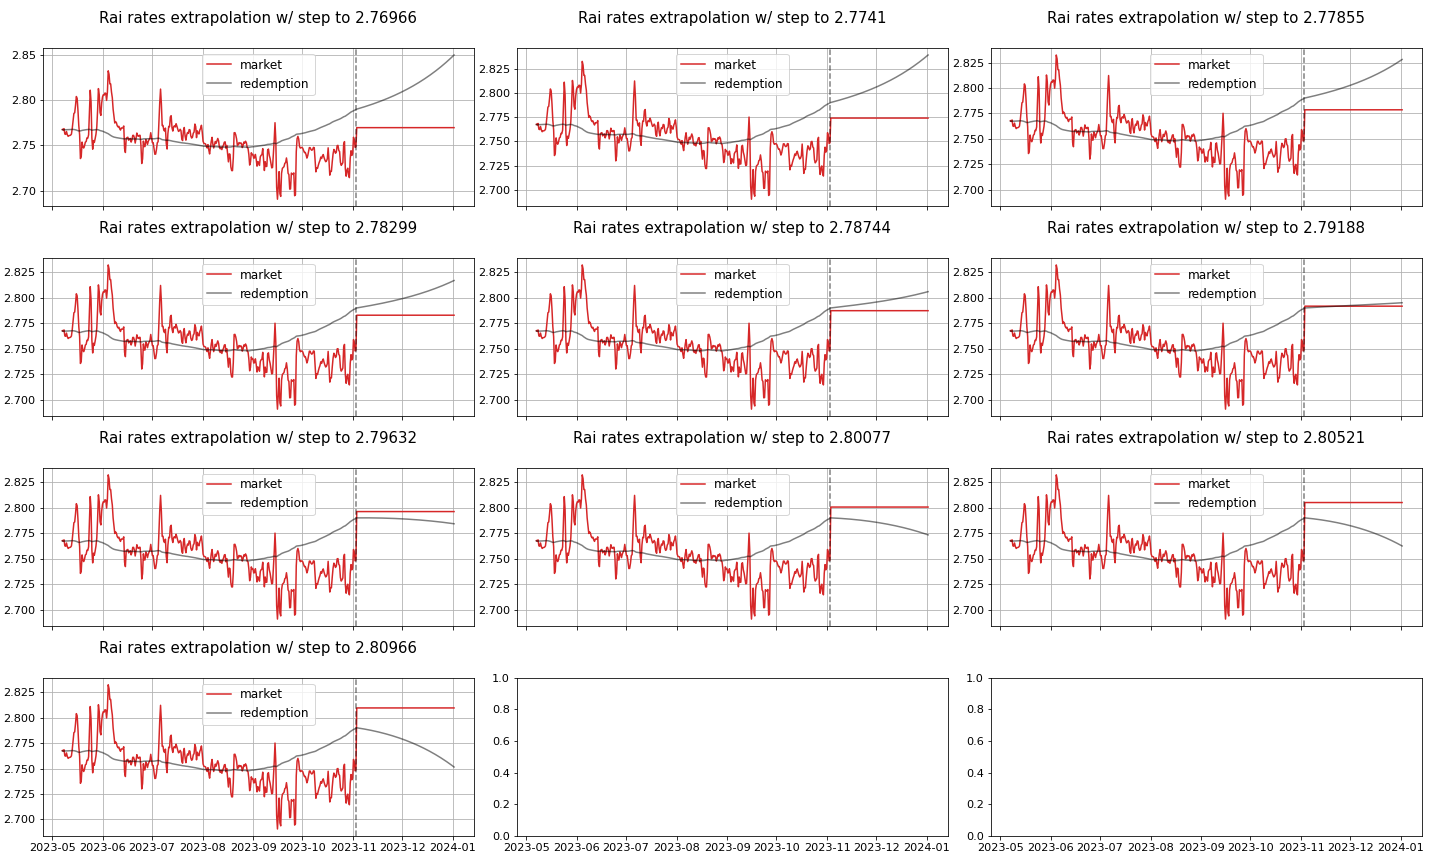 Rai rates extrapolation w/ step to 2.76966
Rai rates extrapolation w/ step to 2.7741
Rai rates extrapolation w/ step to 2.77855
2.85
2.80
2.75
2.70
market
redemption
2.825
2.800
2.775
2.750
2.725
2.700
market
redemption
2.825
2.800
2.775
2.750
2.725
2.700
market
redemption
Rai rates extrapolation w/ step to 2.78299
Rai rates extrapolation w/ step to 2.78744
Rai rates extrapolation w/ step to 2.79188
2.825
2.800
2.775
2.750
2.725
2.700
market
redemption
2.825
2.800
2.775
2.750
2.725
2.700
market
redemption
2.825
2.800
2.775
2.750
2.725
2.700
market
redemption
Rai rates extrapolation w/ step to 2.79632
Rai rates extrapolation w/ step to 2.80077
Rai rates extrapolation w/ step to 2.80521
2.825
2.800
2.775
2.750
2.725
2.700
market
redemption
2.825
2.800
2.775
2.750
2.725
2.700
market
redemption
2.825
2.800
2.775
2.750
2.725
2.700
market
redemption
Rai rates extrapolation w/ step to 2.80966
2.825
2.800
2.775
2.750
2.725
2.700
market
redemption
2023-05 2023-06 2023-07 2023-08 2023-09 2023-10 2023-11 2023-12 2024-01
1.0
0.8
0.6
0.4
0.2
0.0
2023-05 2023-06 2023-07 2023-08 2023-09 2023-10 2023-11 2023-12 2024-01
1.0
0.8
0.6
0.4
0.2
0.0
2023-05 2023-06 2023-07 2023-08 2023-09 2023-10 2023-11 2023-12 2024-01